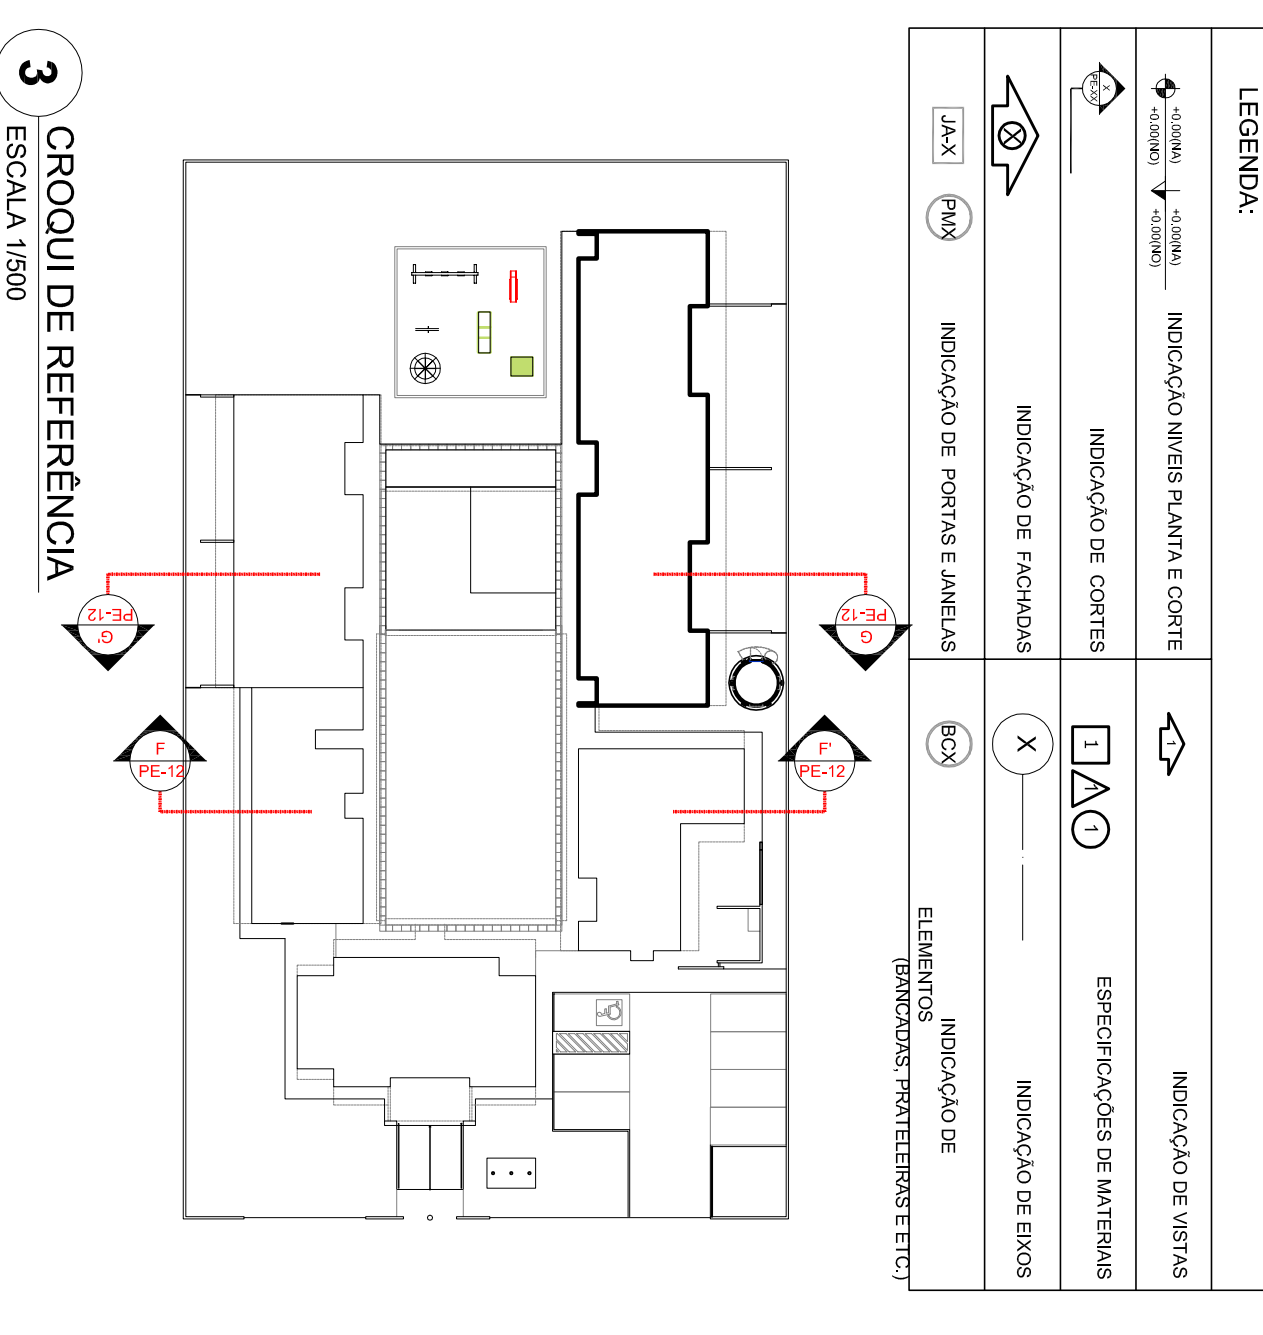 LEGENDA:
+0.00(NA)
+0.00(NO)
+0.00(NA)
+0.00(NO)
INDICAÇÃO NIVEIS PLANTA E CORTE
1
INDICAÇÃO DE VISTAS
X
PE-XX
INDICAÇÃO DE CORTES
1 1 1
ESPECIFICAÇÕES DE MATERIAIS
X
INDICAÇÃO DE FACHADAS
X
INDICAÇÃO DE EIXOS
JA-X
PMX
INDICAÇÃO DE PORTAS E JANELAS
BCX
INDICAÇÃO DE
ELEMENTOS
(BANCADAS, PRATELEIRAS E ETC.)
G
PE-12
F'
PE-12
G'
PE-12
F
PE-12
3
CROQUI DE REFERÊNCIA
ESCALA 1/500